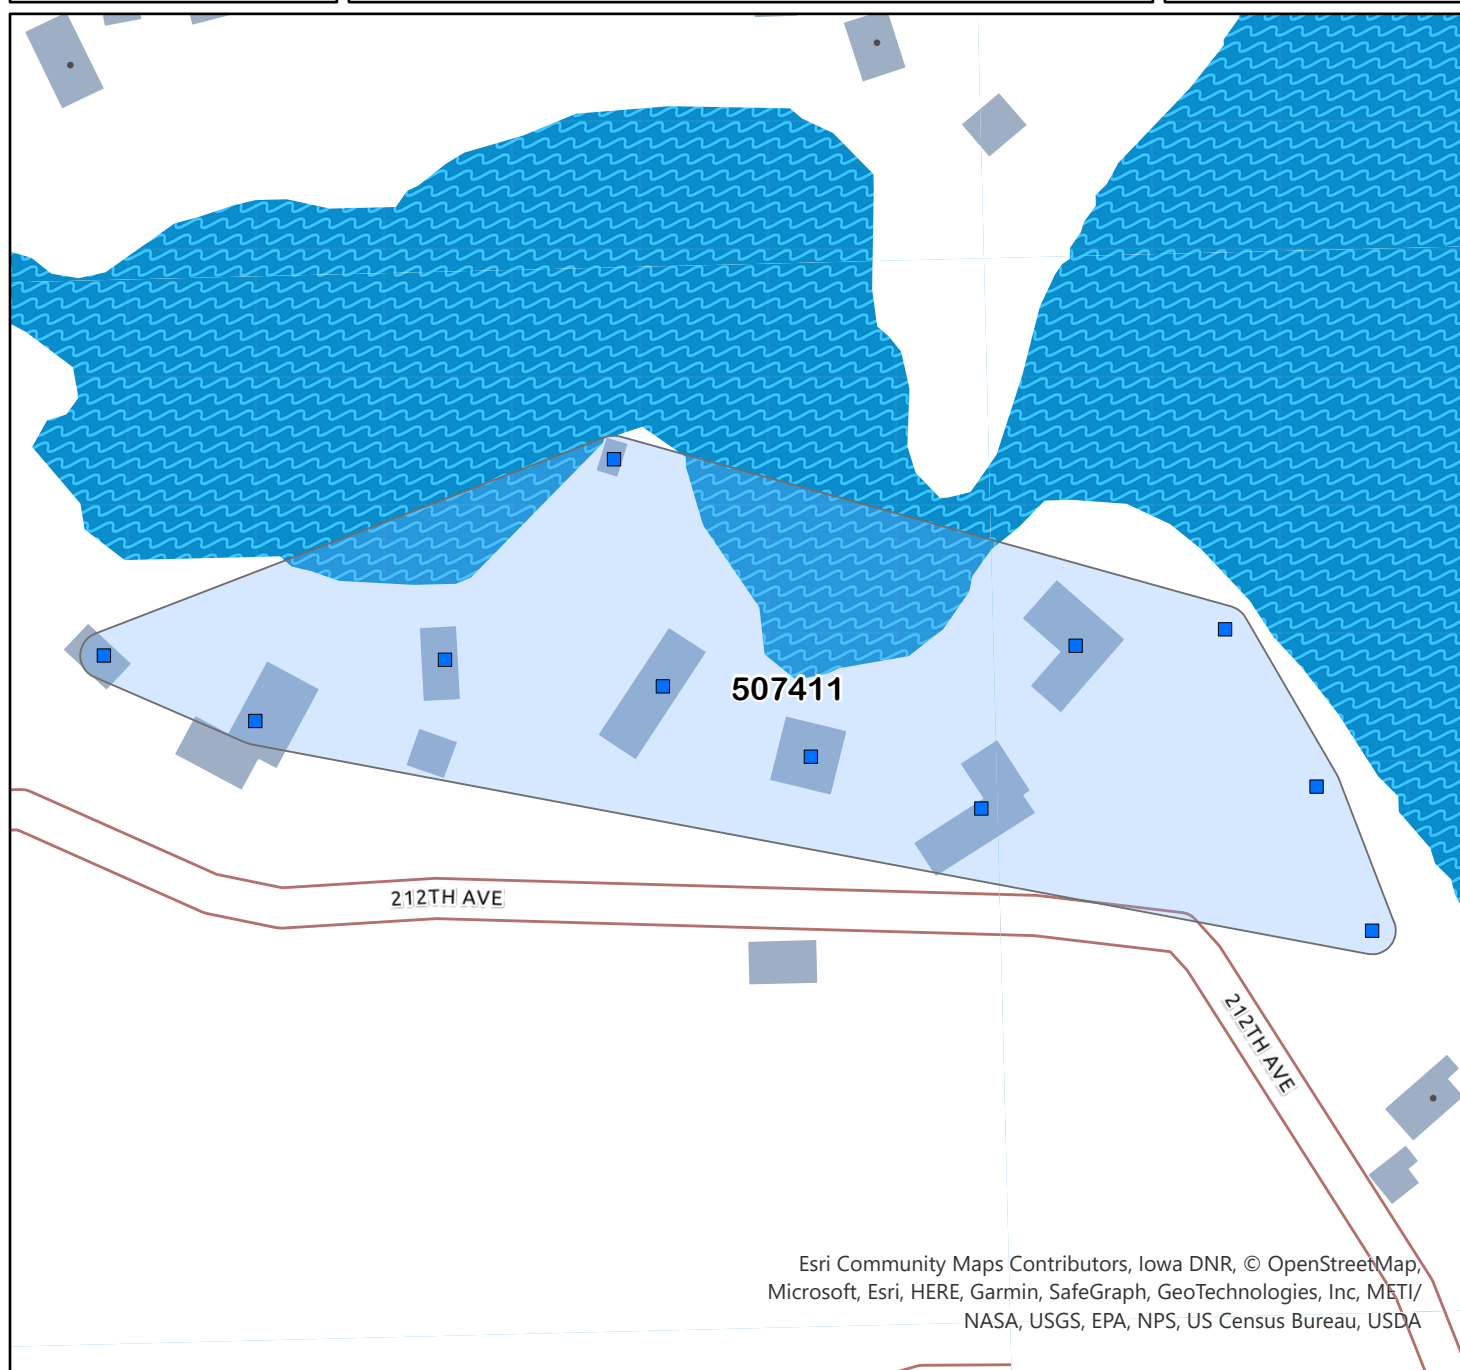 507411
212TH AVE
212TH AVE
Esri Community Maps Contributors, Iowa DNR, © OpenStreetMap,
Microsoft, Esri, HERE, Garmin, SafeGraph, GeoTechnologies, Inc, METI/
NASA, USGS, EPA, NPS, US Census Bureau, USDA